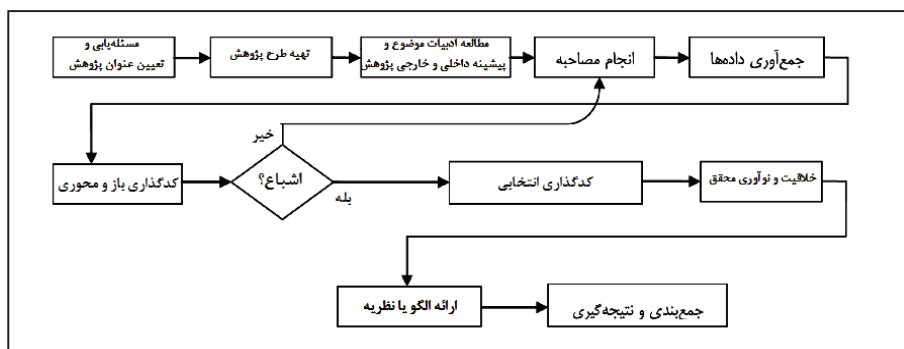 مسئله‌یابی و
تعیین عنوان پژوهش
تهیه طرح پژوهش
مطالعه ادبیات موضوع و
پیشینه داخلی و خارجی پژوهش
انجام مصاحبه
جمع‌آوری داده‌ها
خیر
کدگذاری باز و محوری
اشباع؟
بله
کدگذاری انتخابی
خلاقیت و نوآوری محقق
ارائه الگو یا نظریه
جمع‌بندی و نتیجه‌گیری